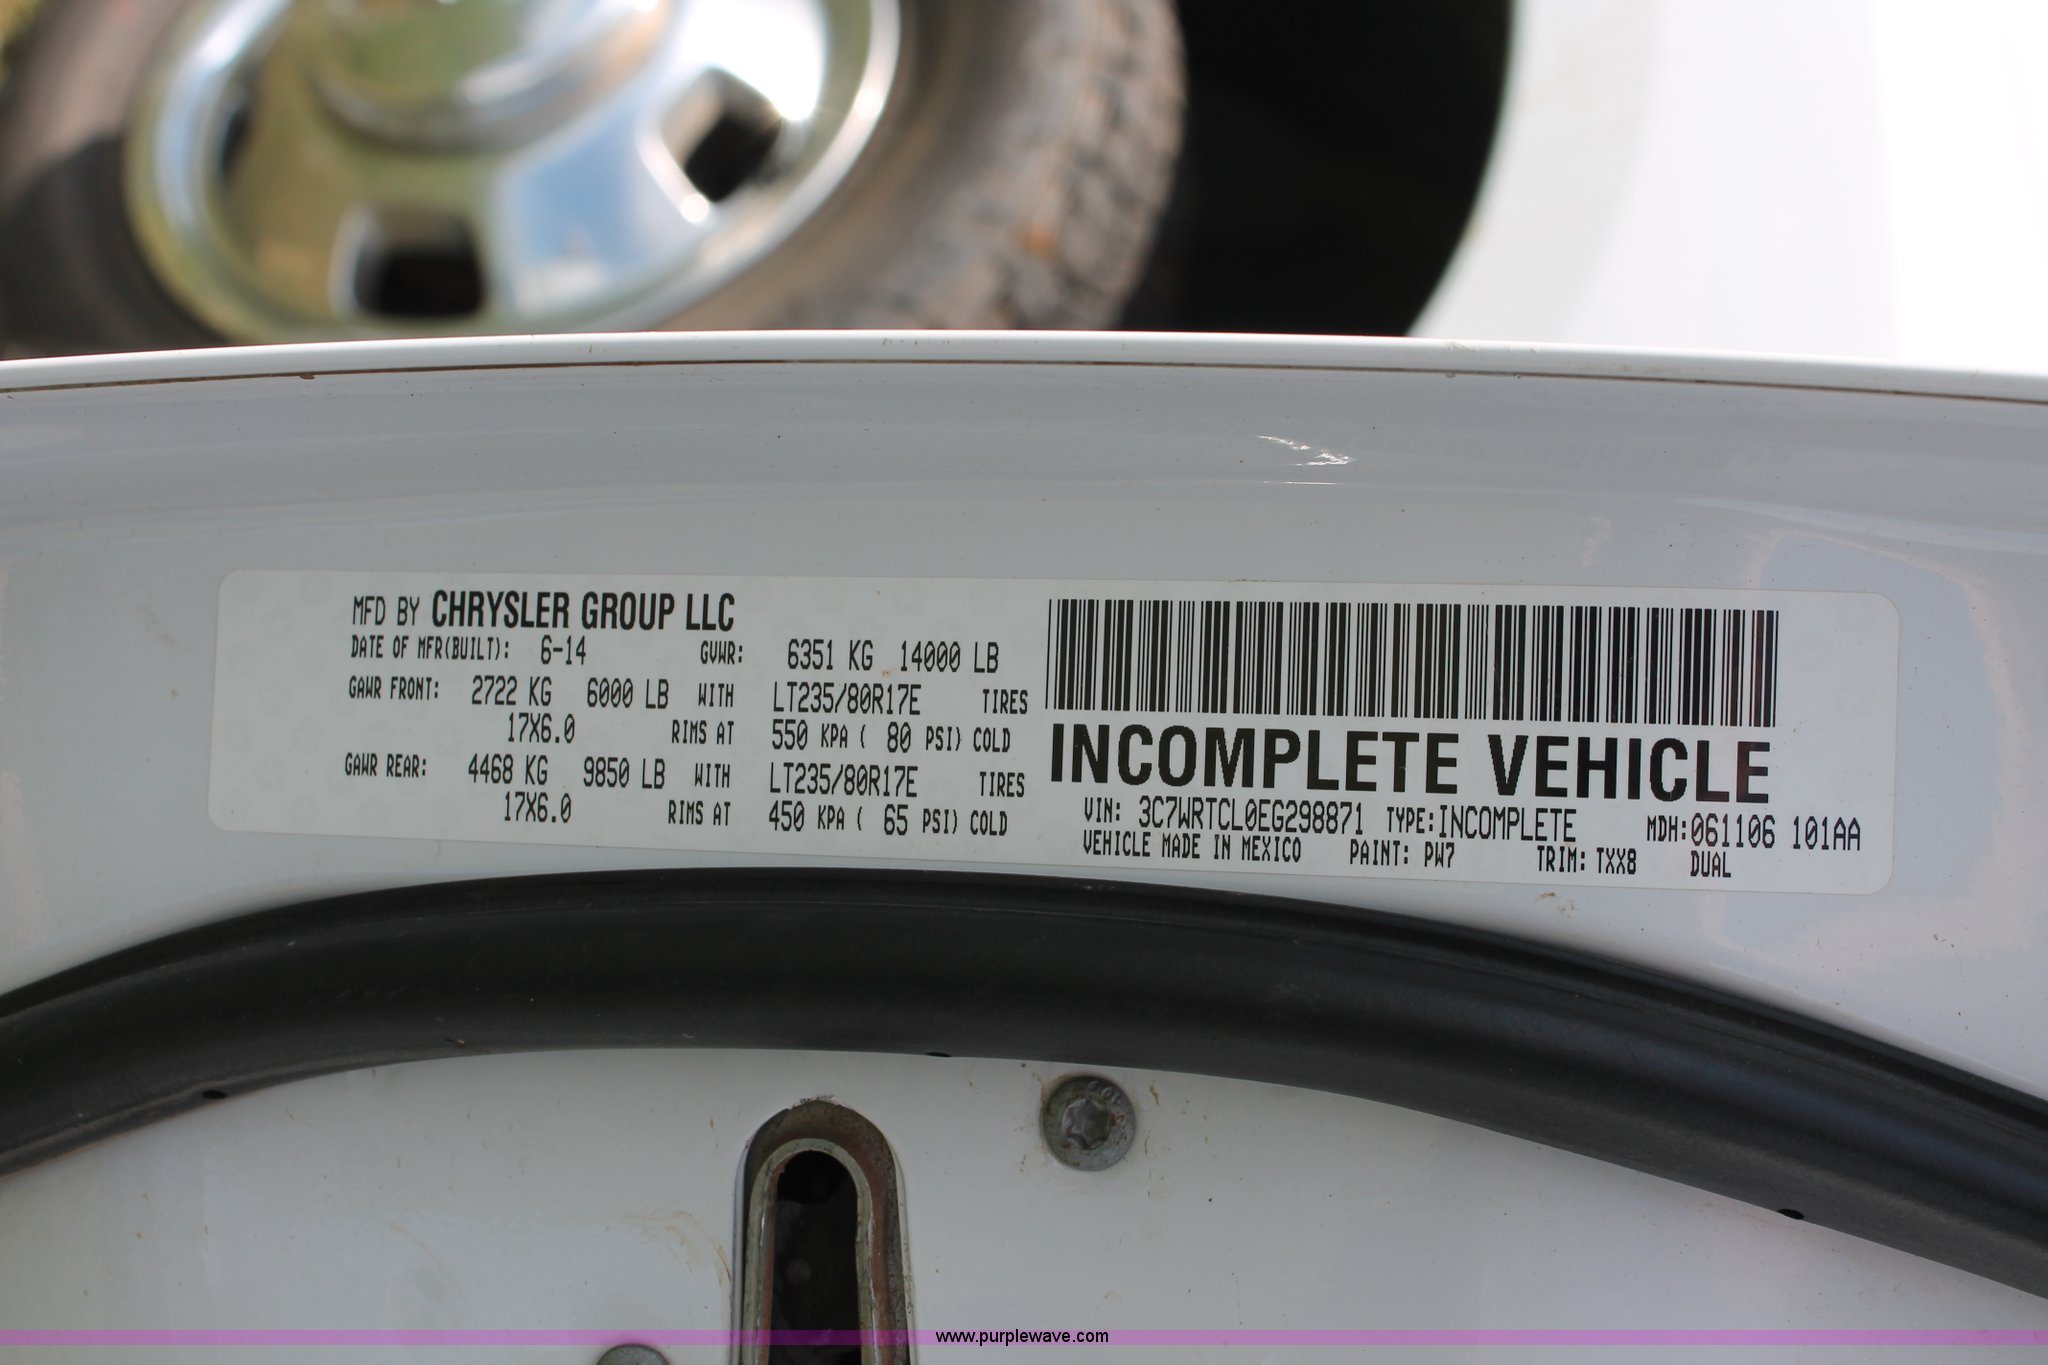 MFD BY CHRYSLER GROUP LLC
DATE OF MFR(BUILT): 6-14 GVWR: 6351 KG 14000 LB
GAWR FRONT: 2722 KG 6000 LB WITH LT235/80R17E TIRES
17X6.0 RIMS AT 550 KPA ( 80 PSI) COLD
GAWR REAR: 4468 KG 9850 LB WITH LT235/80R17E TIRES
17X6.0 RIMS AT 450 KPA ( 65 PSI) COLD
INCOMPLETE VEHICLE
VIN: 3C7WRTCL0EG298871 TYPE:INCOMPLETE MDH:061106 101AA
VEHICLE MADE IN MEXICO PAINT: PW7 TRIM: TXX8 DUAL
www.purplewave.com